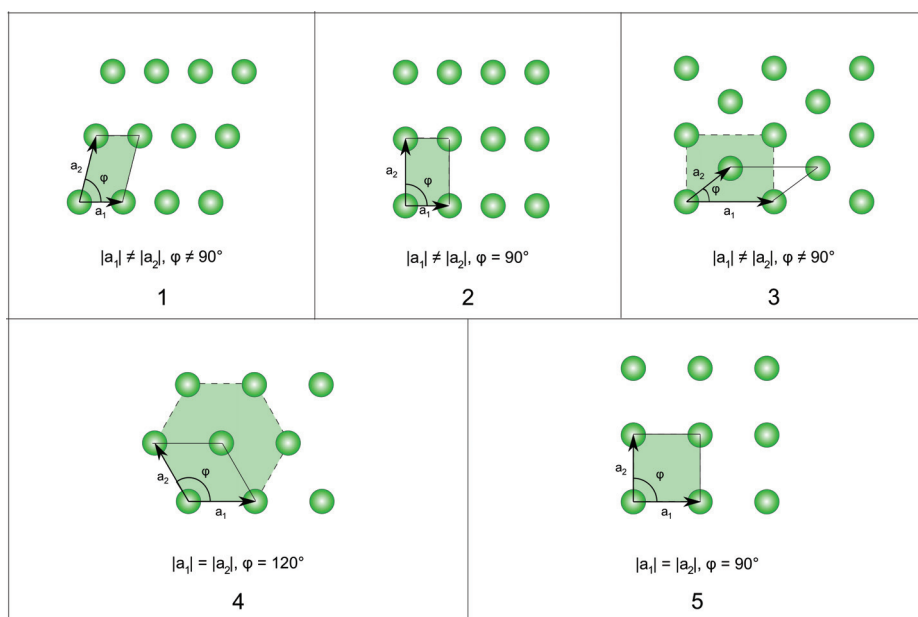 a₂
φ
a₁
|a₁| ≠ |a₂|, φ ≠ 90°
1
a₂
φ
a₁
|a₁| ≠ |a₂|, φ = 90°
2
a₂
φ
a₁
|a₁| ≠ |a₂|, φ ≠ 90°
3
a₂
φ
a₁
|a₁| = |a₂|, φ = 120°
4
a₂
φ
a₁
|a₁| = |a₂|, φ = 90°
5